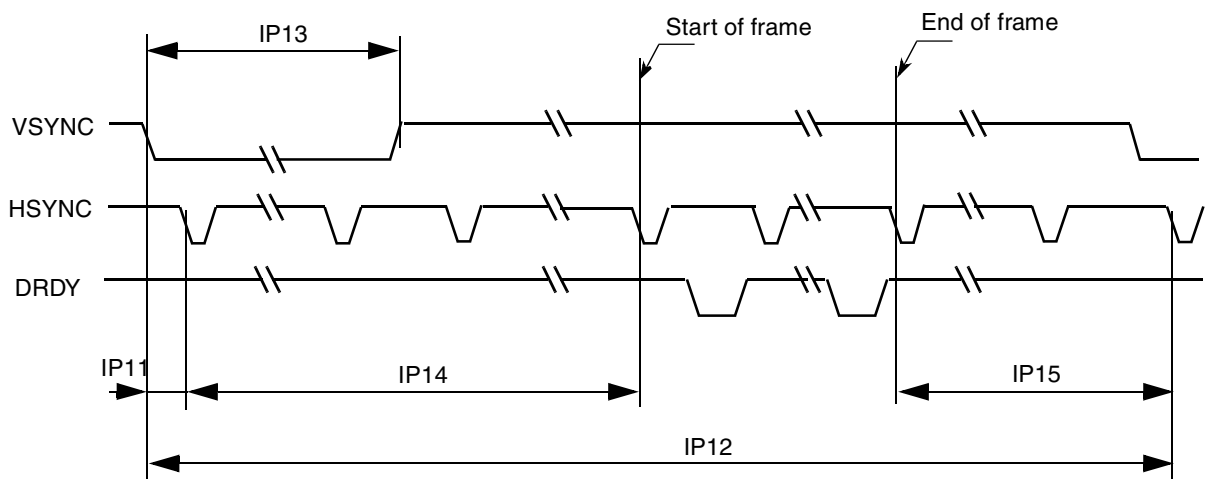 IP13
Start of frame
End of frame
VSYNC
HSYNC
DRDY
IP11
IP14
IP15
IP12